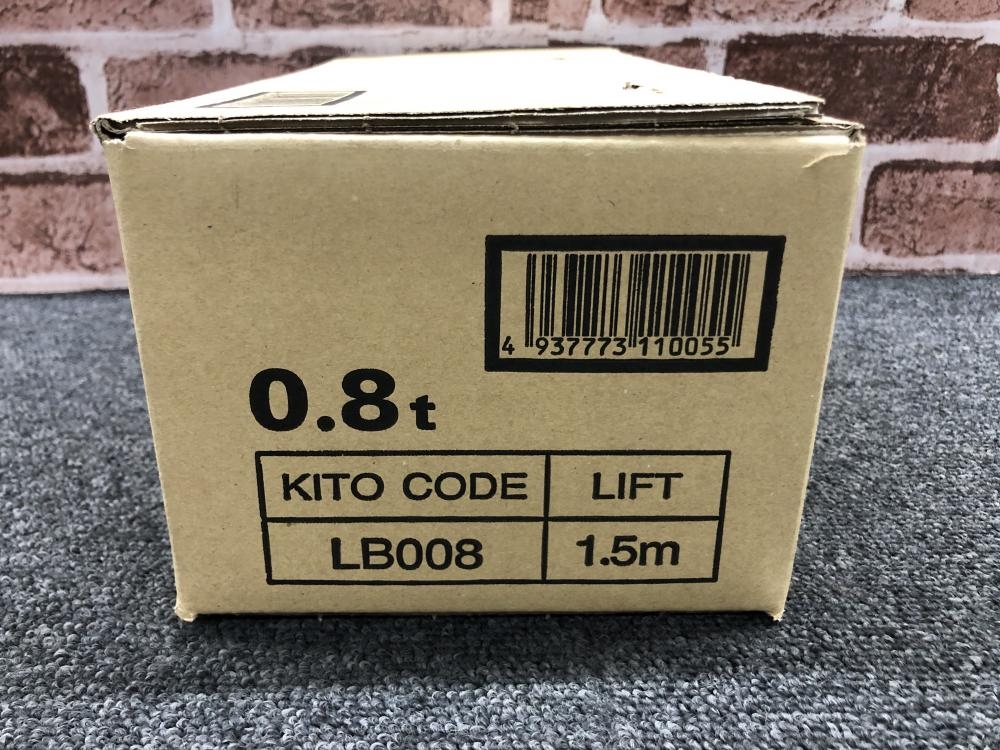 4 937773 110055
0.8t
KITO CODE LIFT
LB008 1.5m